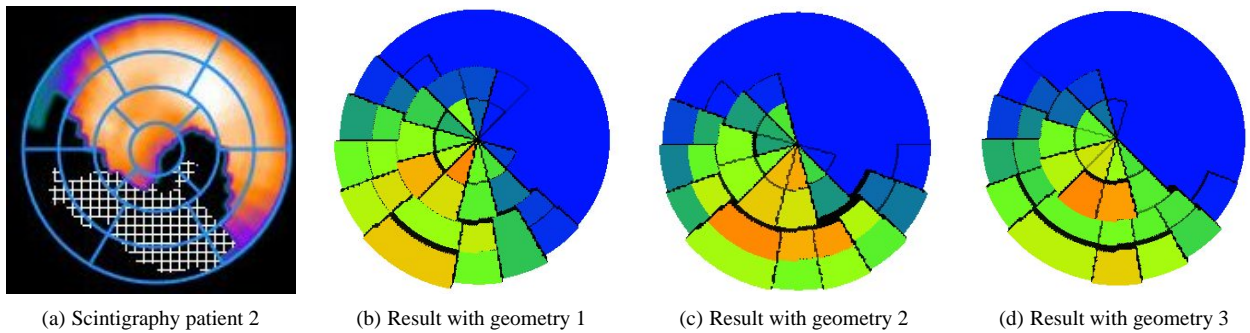 (a) Scintigraphy patient 2
(b) Result with geometry 1
(c) Result with geometry 2
(d) Result with geometry 3